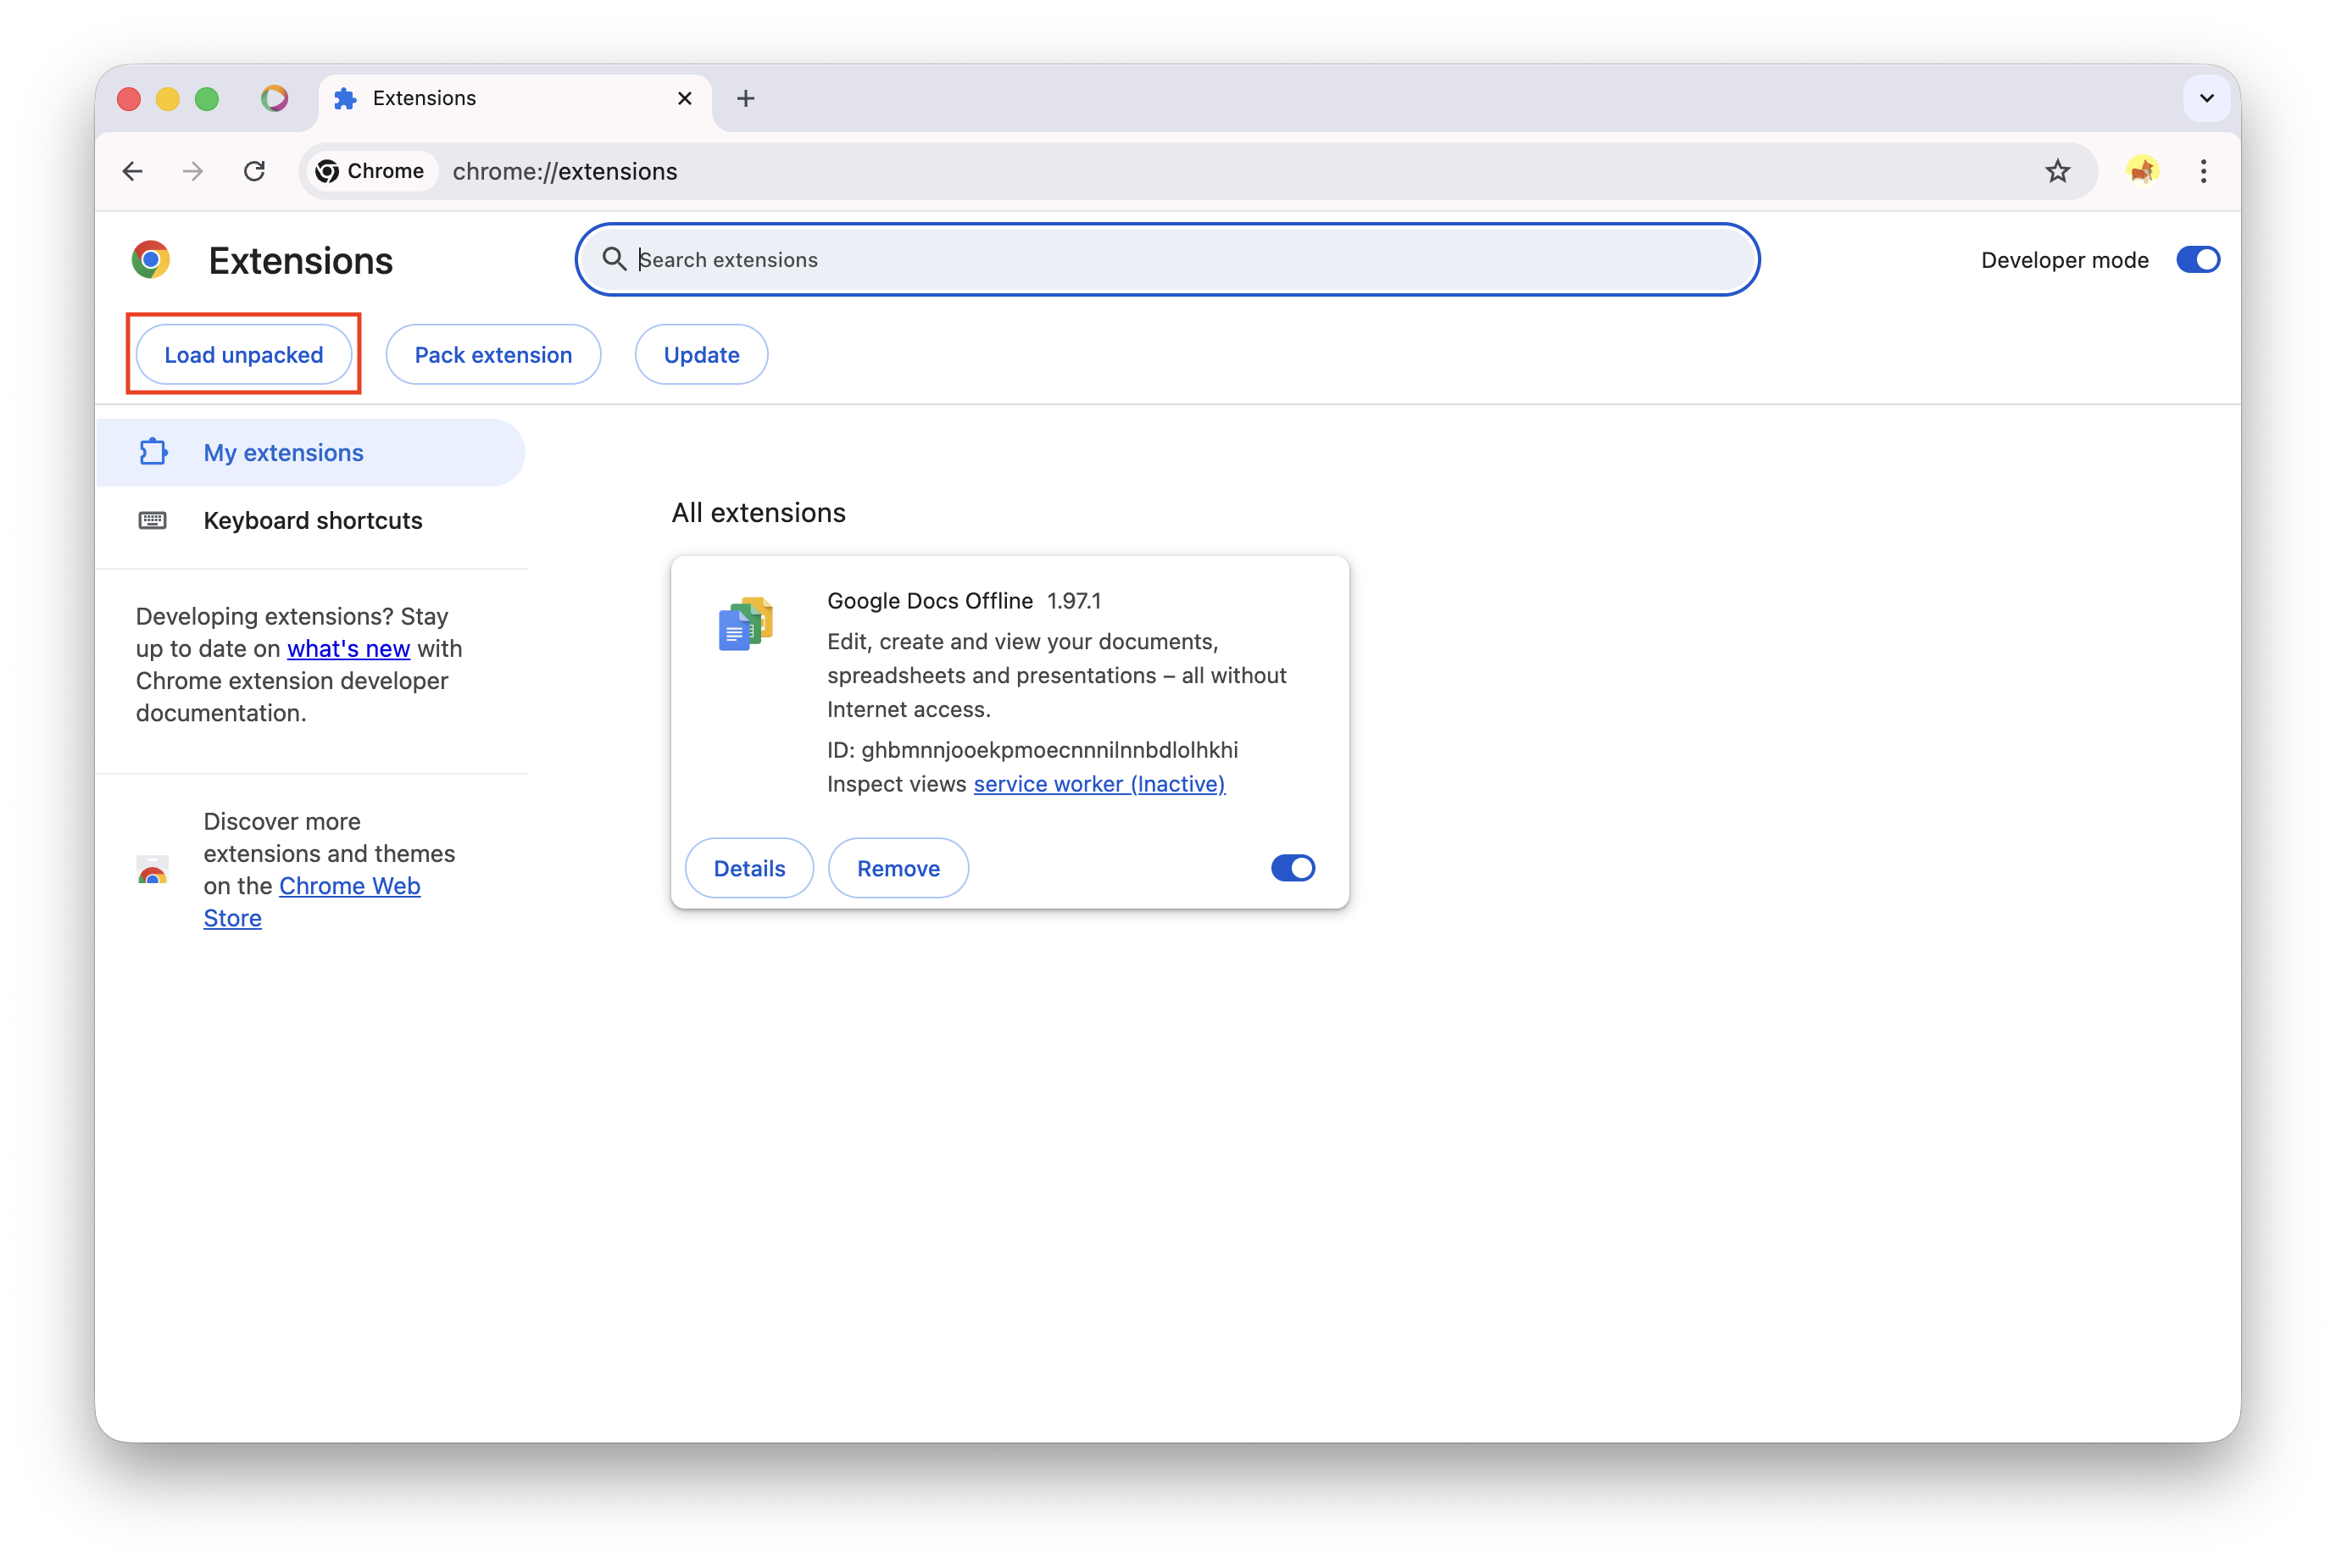 Extensions
Chrome
chrome://extensions
Extensions
Search extensions
Developer mode
Load unpacked
Pack extension
Update
My extensions
Keyboard shortcuts
Developing extensions? Stay
up to date on what's new with
Chrome extension developer
documentation.
Discover more
extensions and themes
on the Chrome Web
Store
All extensions
Google Docs Offline 1.97.1
Edit, create and view your documents,
spreadsheets and presentations – all without
Internet access.
ID: ghbmnnjooekpmoecnnnilnnbdlolhkhi
Inspect views service worker (Inactive)
Details
Remove